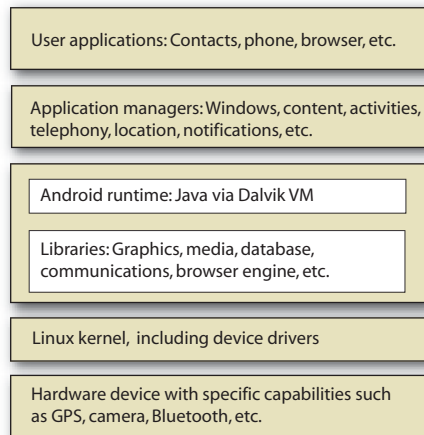 User applications: Contacts, phone, browser, etc.
Application managers: Windows, content, activities,
telephony, location, notifications, etc.
Android runtime: Java via Dalvik VM
Libraries: Graphics, media, database,
communications, browser engine, etc.
Linux kernel, including device drivers
Hardware device with specific capabilities such
as GPS, camera, Bluetooth, etc.